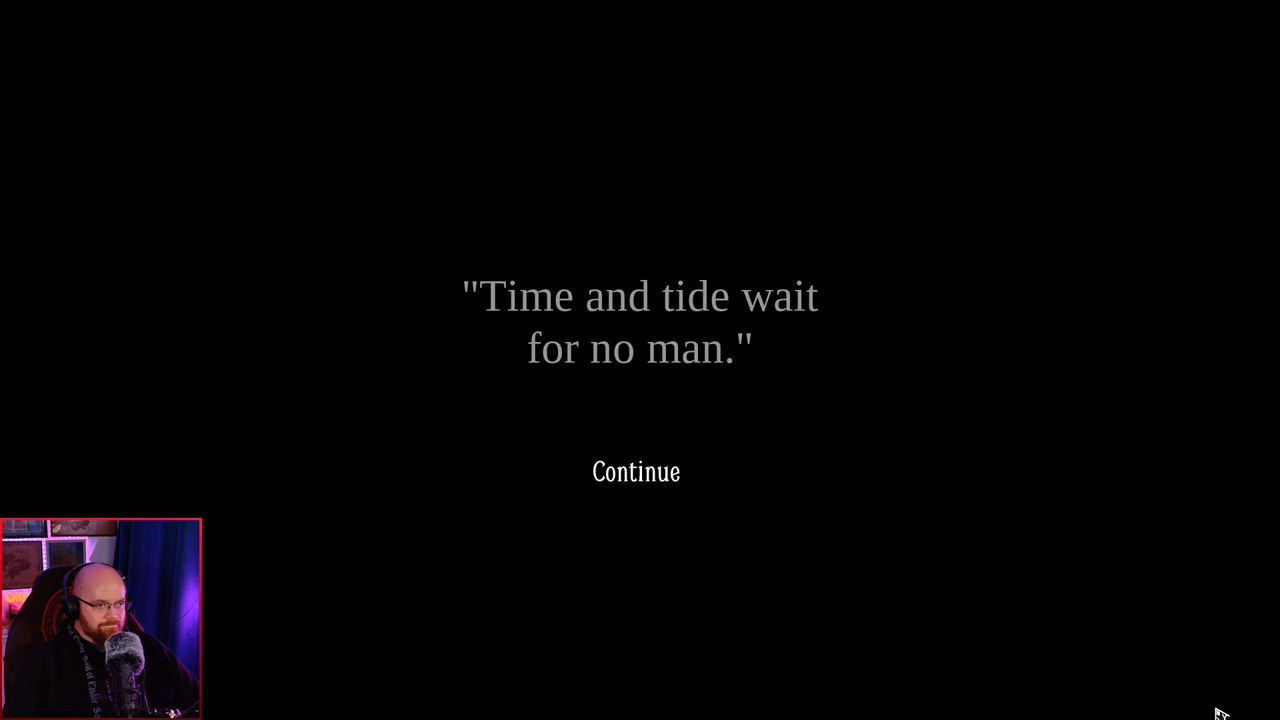 "Time and tide wait
for no man."
Continue